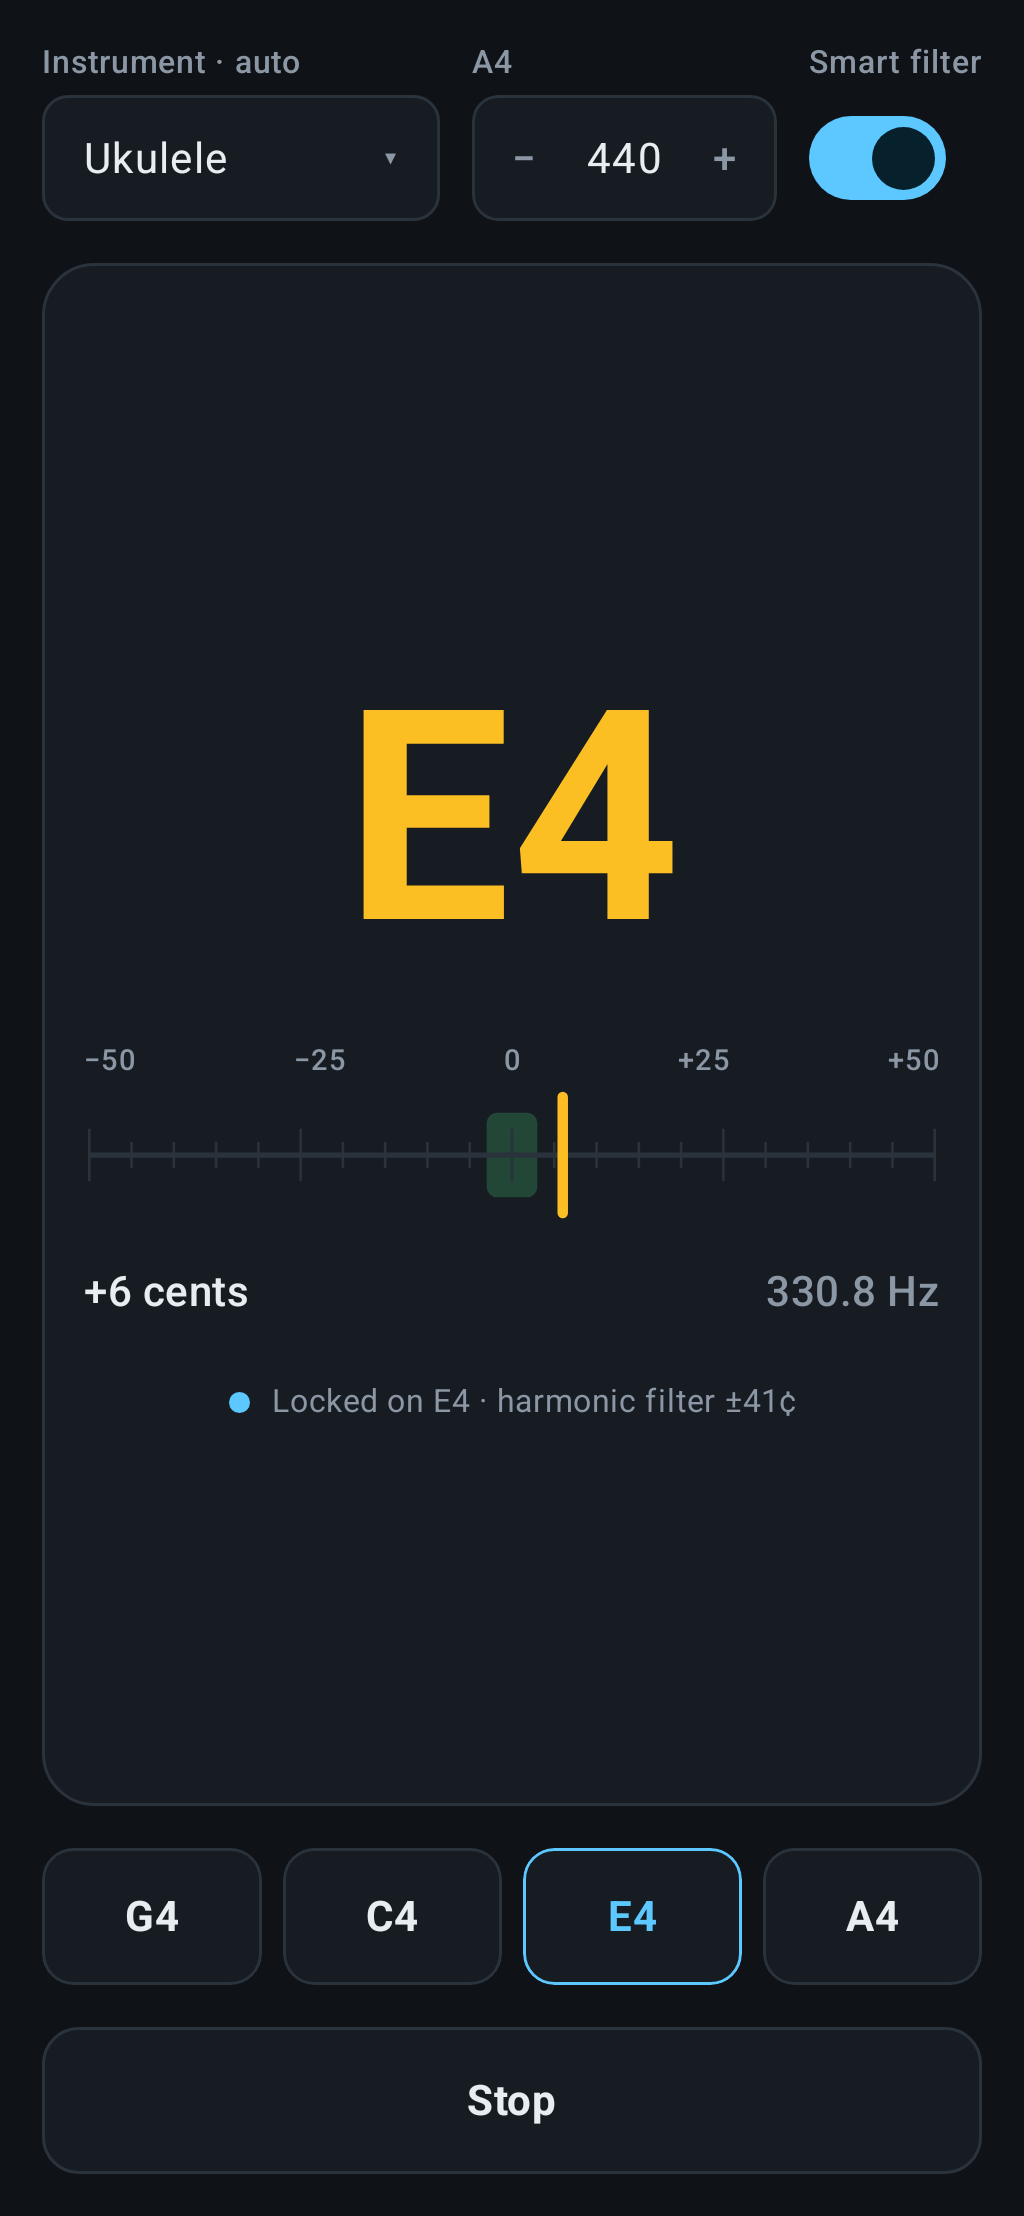 Instrument · auto A4 Smart filter
Ukulele ▾ − 440 +
E4
−50 −25 0 +25 +50
+6 cents 330.8 Hz
Locked on E4 · harmonic filter ±41¢
G4 C4 E4 A4
Stop